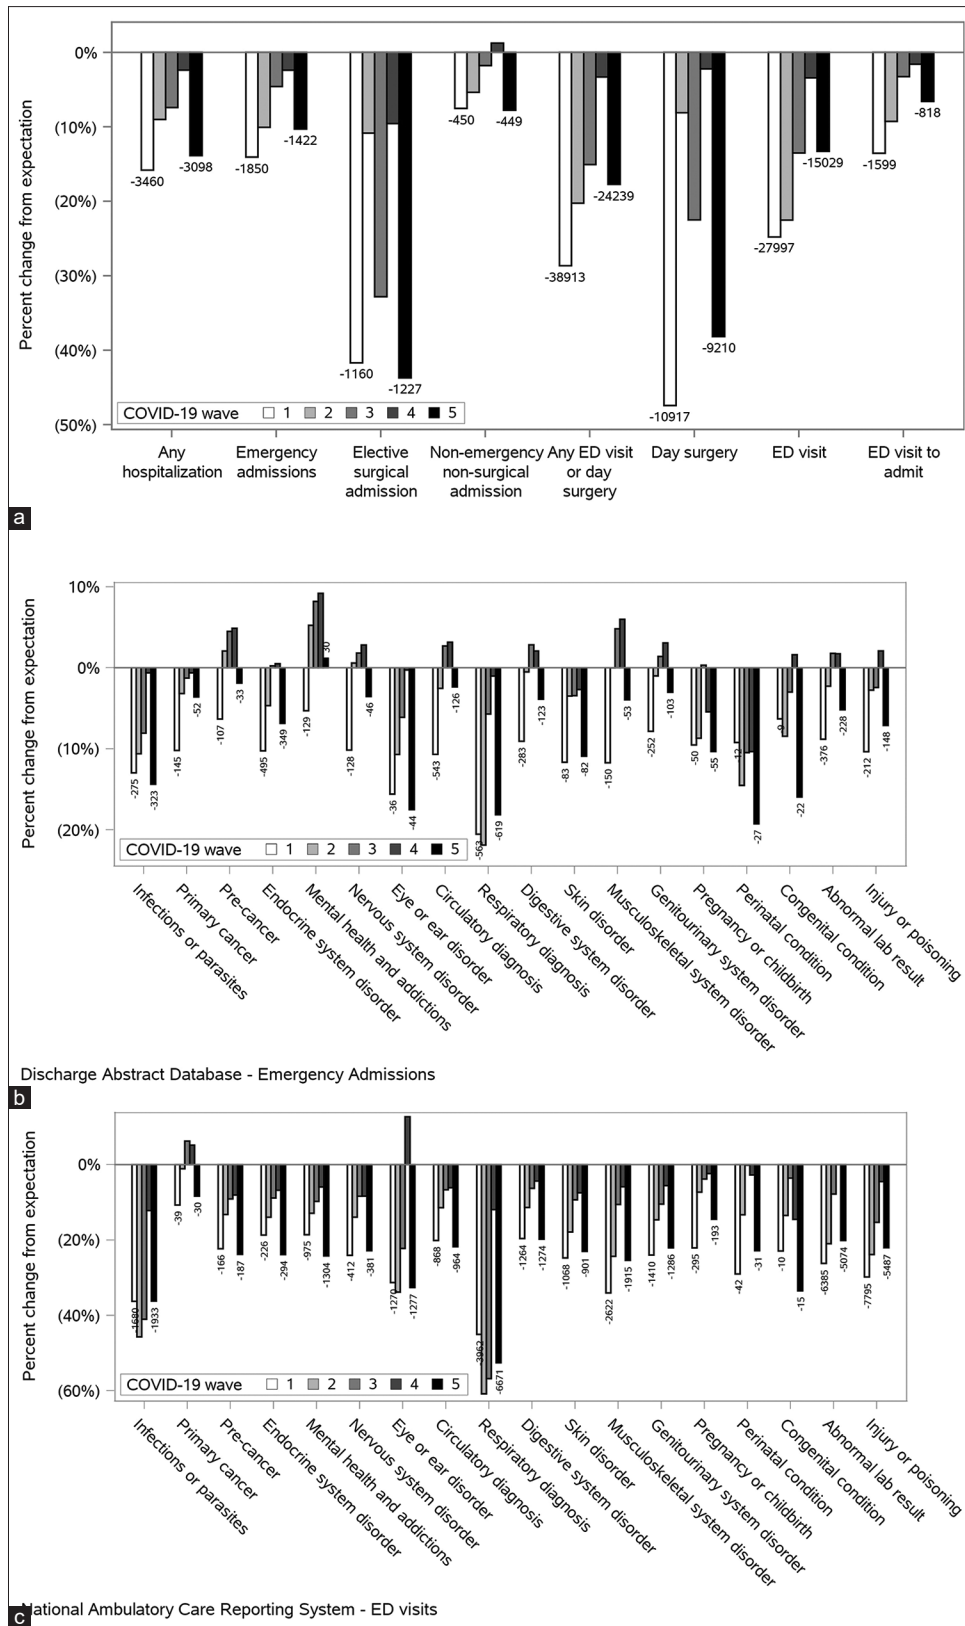 0%
(10%)
(20%)
(30%)
(40%)
(50%)
Percent change from expectation
-3460
-3098
-1850
-1422
-1160
-1227
-450
-449
-38913
-24239
-10917
-9210
-27997
-15029
-1599
-818
COVID-19 wave 1 2 3 4 5
Any hospitalization
Emergency admissions
Elective surgical admission
Non-emergency non-surgical admission
Any ED visit or day surgery
Day surgery
ED visit
ED visit to admit
a
10%
0%
(10%)
(20%)
Percent change from expectation
-275
-323
-145
-52
-107
-33
-495
-349
-129
30
-128
-46
-36
-44
-543
-126
-563
-619
-283
-123
-83
-82
-150
-53
-252
-103
-50
-55
-12
-27
-9
-22
-376
-228
-212
-148
COVID-19 wave 1 2 3 4 5
Infections or parasites
Primary cancer
Pre-cancer
Endocrine system disorder
Mental health and addictions
Nervous system disorder
Eye or ear disorder
Circulatory diagnosis
Respiratory diagnosis
Digestive system disorder
Skin disorder
Musculoskeletal system disorder
Genitourinary system disorder
Pregnancy or childbirth
Perinatal condition
Congenital condition
Abnormal lab result
Injury or poisoning
Discharge Abstract Database - Emergency Admissions
b
0%
(20%)
(40%)
(60%)
Percent change from expectation
-1680
-1933
-39
-30
-166
-187
-226
-294
-975
-1304
-412
-381
-1270
-1277
-868
-964
-3962
-6671
-1264
-1274
-1068
-901
-2622
-1915
-1410
-1286
-295
-193
-42
-31
-10
-15
-6385
-5074
-7795
-5487
COVID-19 wave 1 2 3 4 5
Infections or parasites
Primary cancer
Pre-cancer
Endocrine system disorder
Mental health and addictions
Nervous system disorder
Eye or ear disorder
Circulatory diagnosis
Respiratory diagnosis
Digestive system disorder
Skin disorder
Musculoskeletal system disorder
Genitourinary system disorder
Pregnancy or childbirth
Perinatal condition
Congenital condition
Abnormal lab result
Injury or poisoning
National Ambulatory Care Reporting System - ED visits
c